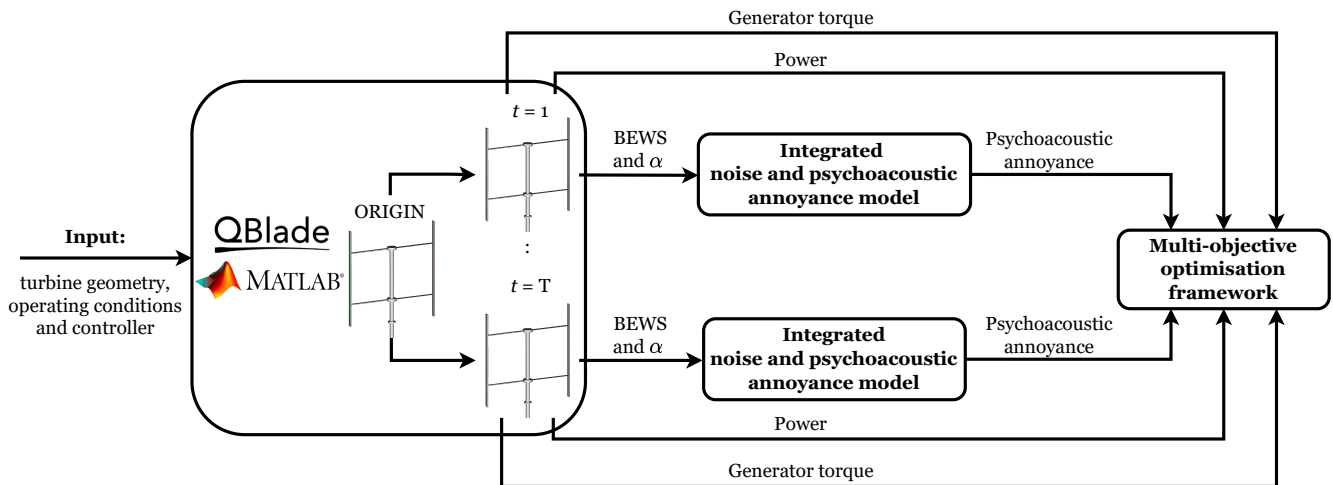 Generator torque
Power
t = 1
BEWS
and α
Integrated
noise and psychoacoustic
annoyance model
Psychoacoustic
annoyance
ORIGIN
Input:
turbine geometry,
operating conditions
and controller
QBlade
MATLAB®
:
t = T
Multi-objective
optimisation
framework
BEWS
and α
Integrated
noise and psychoacoustic
annoyance model
Psychoacoustic
annoyance
Power
Generator torque